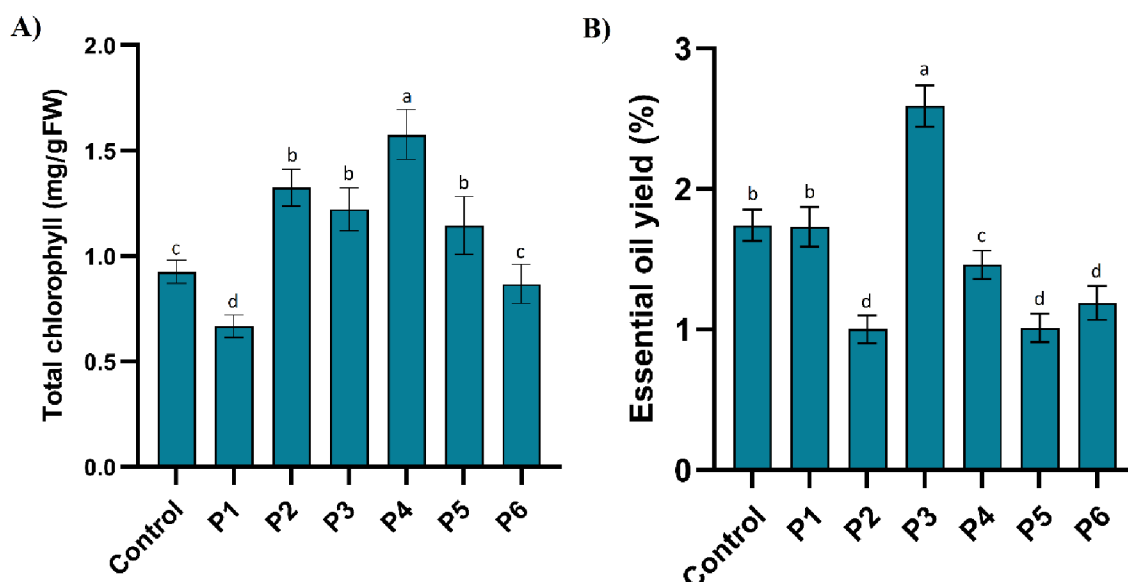 A)
Total chlorophyll (mg/gFW)
2.0
1.5
1.0
0.5
0.0
c
d
b
b
a
b
c
Control
P1
P2
P3
P4
P5
P6
B)
Essential oil yield (%)
3
2
1
0
b
b
d
a
c
d
d
Control
P1
P2
P3
P4
P5
P6